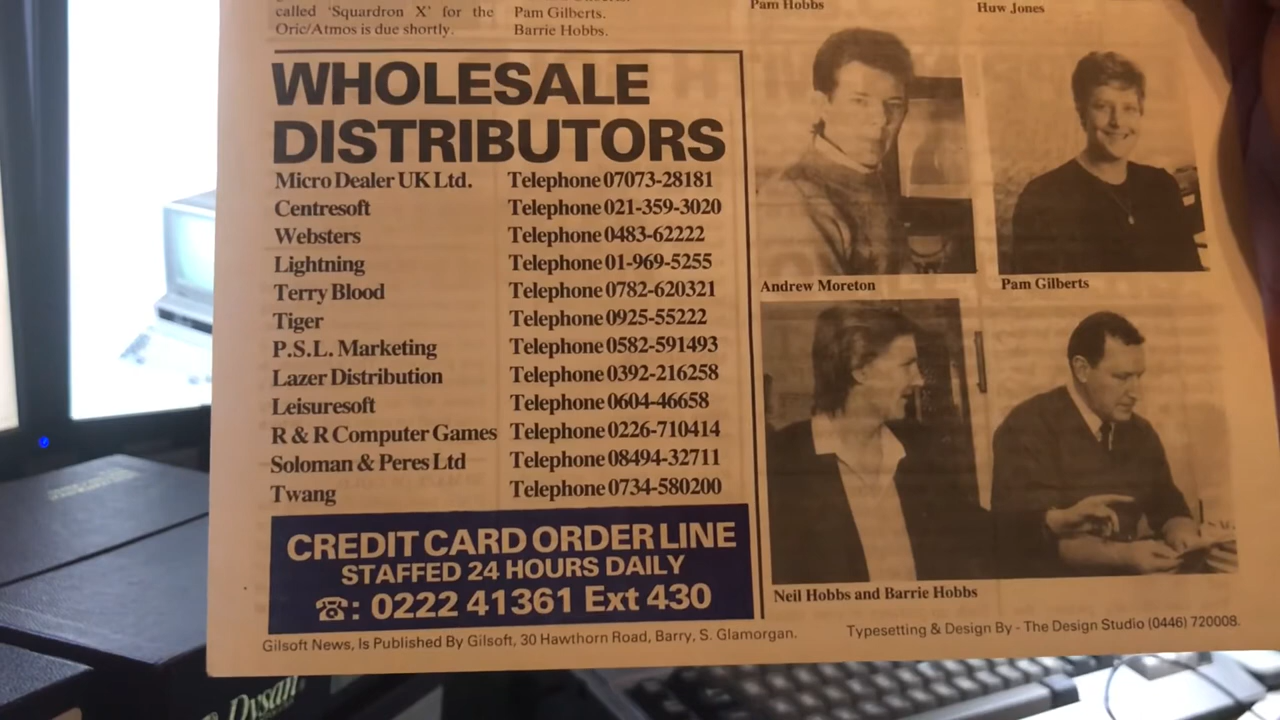 called 'Squardron X' for the
Oric/Atmos is due shortly.
Pam Gilberts.
Barrie Hobbs.
WHOLESALE
DISTRIBUTORS
Micro Dealer UK Ltd. Telephone 07073-28181
Centresoft Telephone 021-359-3020
Websters Telephone 0483-62222
Lightning Telephone 01-969-5255
Terry Blood Telephone 0782-620321
Tiger Telephone 0925-55222
P.S.L. Marketing Telephone 0582-591493
Lazer Distribution Telephone 0392-216258
Leisuresoft Telephone 0604-46658
R & R Computer Games Telephone 0226-710414
Soloman & Peres Ltd Telephone 08494-32711
Twang Telephone 0734-580200
CREDIT CARD ORDER LINE
STAFFED 24 HOURS DAILY
☎: 0222 41361 Ext 430
Pam Hobbs
Huw Jones
Andrew Moreton
Pam Gilberts
Neil Hobbs and Barrie Hobbs
Gilsoft News, Is Published By Gilsoft, 30 Hawthorn Road, Barry, S. Glamorgan.
Typesetting & Design By - The Design Studio (0446) 720008.
Dysan